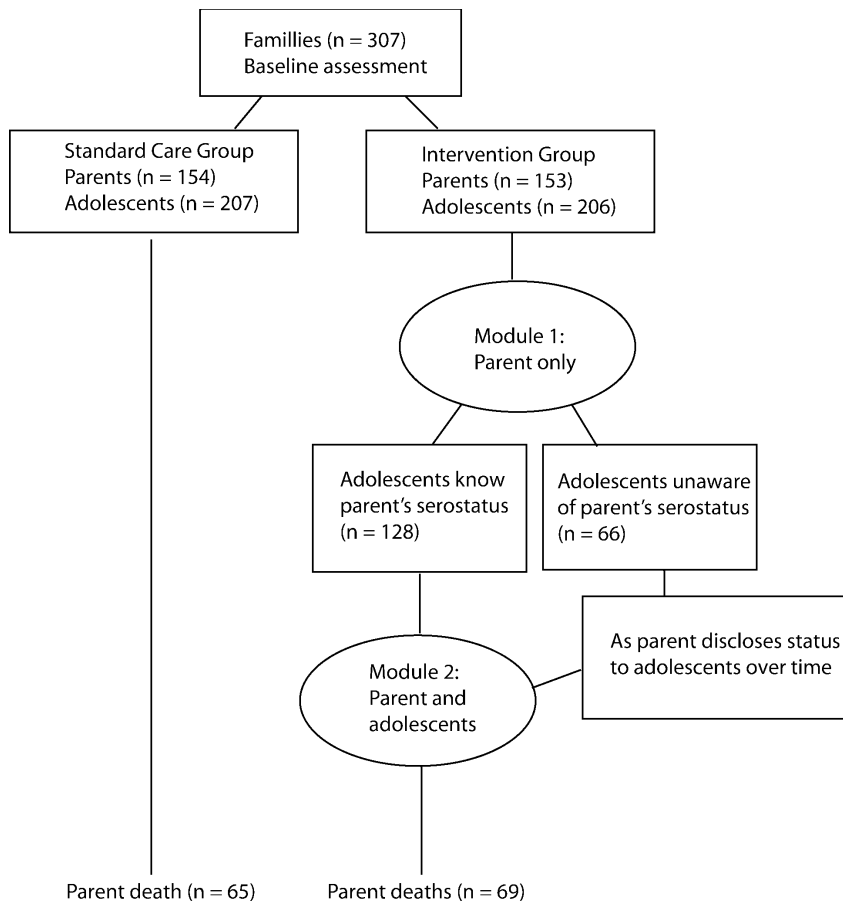 Famillies (n = 307)
Baseline assessment
Standard Care Group
Parents (n = 154)
Adolescents (n = 207)
Intervention Group
Parents (n = 153)
Adolescents (n = 206)
Module 1:
Parent only
Adolescents know
parent’s serostatus
(n = 128)
Adolescents unaware
of parent’s serostatus
(n = 66)
As parent discloses status
to adolescents over time
Module 2:
Parent and
adolescents
Parent death (n = 65)
Parent deaths (n = 69)